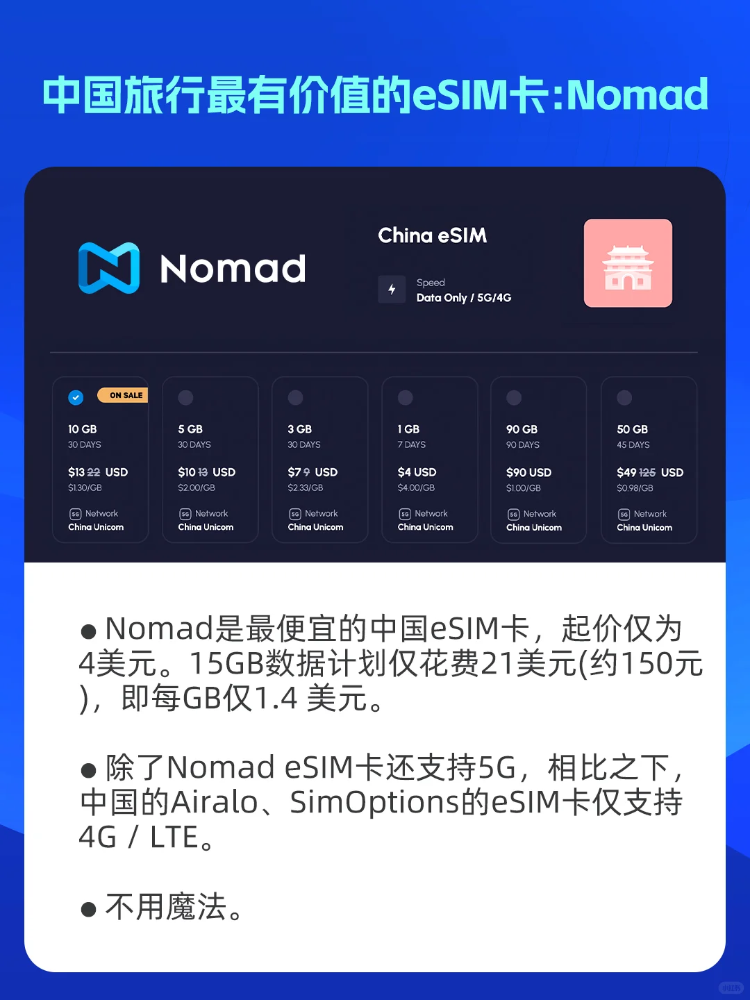 中国旅行最有价值的eSIM卡:Nomad
Nomad
China eSIM
Speed
Data Only / 5G/4G
ON SALE
10 GB
30 DAYS
$13 22 USD
$1.30/GB
5G Network
China Unicom
5 GB
30 DAYS
$10 13 USD
$2.00/GB
5G Network
China Unicom
3 GB
30 DAYS
$7 9 USD
$2.33/GB
5G Network
China Unicom
1 GB
7 DAYS
$4 USD
$4.00/GB
5G Network
China Unicom
90 GB
90 DAYS
$90 USD
$1.00/GB
5G Network
China Unicom
50 GB
45 DAYS
$49 125 USD
$0.98/GB
5G Network
China Unicom
● Nomad是最便宜的中国eSIM卡，起价仅为
4美元。15GB数据计划仅花费21美元(约150元
)，即每GB仅1.4 美元。
● 除了Nomad eSIM卡还支持5G，相比之下，
中国的Airalo、SimOptions的eSIM卡仅支持
4G / LTE。
● 不用魔法。